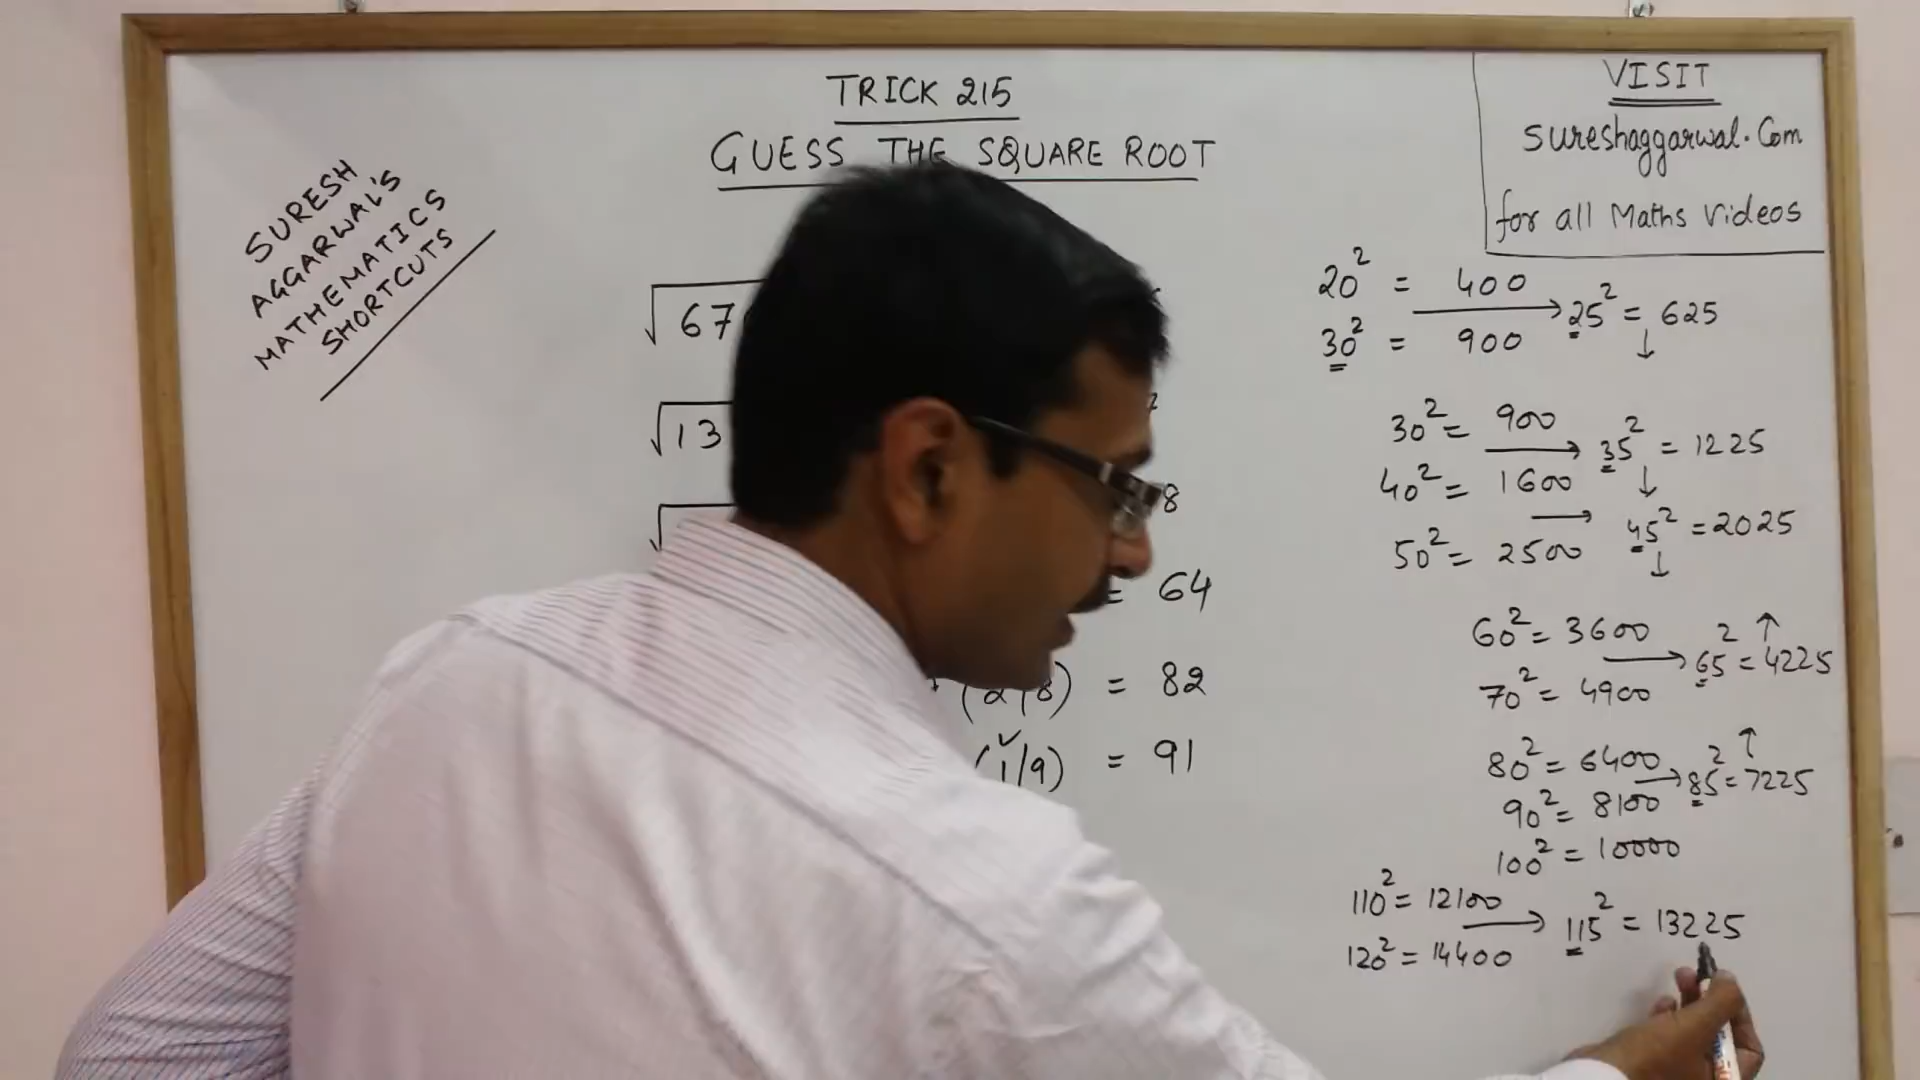 TRICK 215
GUESS THE SQUARE ROOT
SURESH
AGGARWAL'S
MATHEMATICS
SHORTCUTS
VISIT
sureshaggarwal.com
for all Maths videos
√67
√13
8
= 64
(2/8) = 82
(1/9) = 91
20² = 400
→ 25² = 625
30² = 900
30² = 900
→ 35² = 1225
40² = 1600
→ 45² = 2025
50² = 2500
60² = 3600
→ 65² = 4225
70² = 4900
80² = 6400
→ 85² = 7225
90² = 8100
100² = 10000
110² = 12100
→ 115² = 13225
120² = 14400